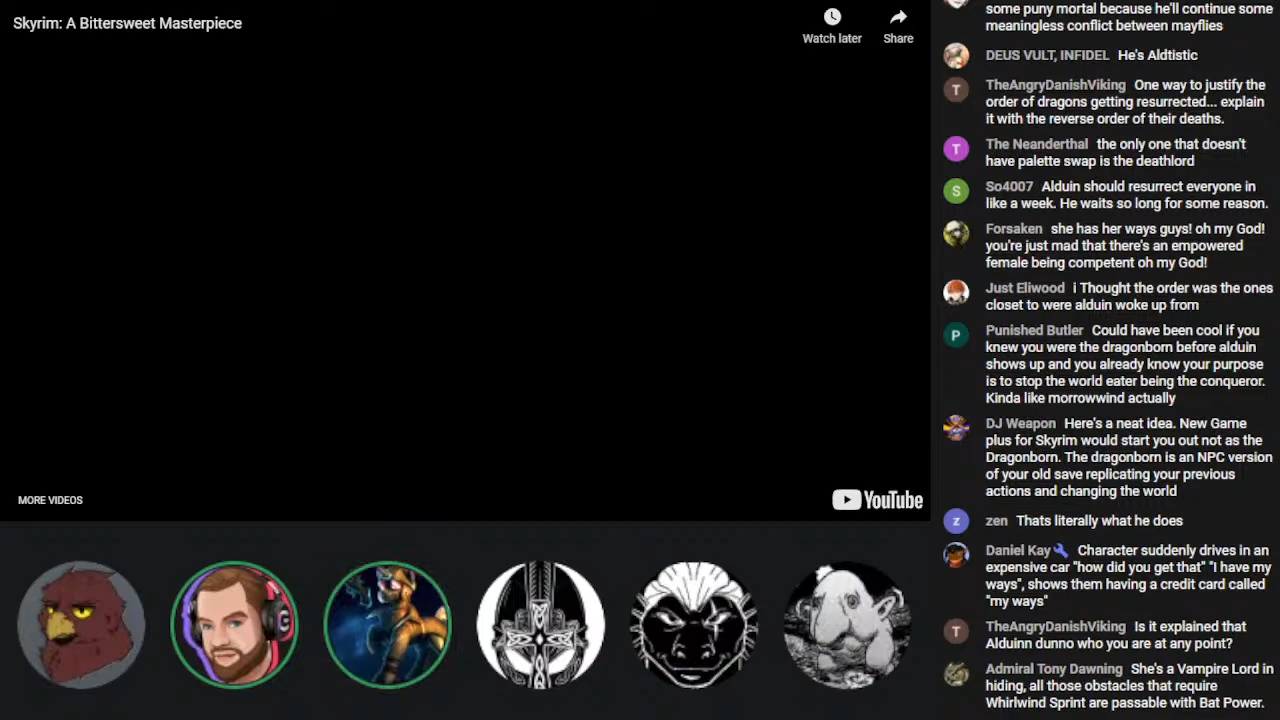 Skyrim: A Bittersweet Masterpiece
Watch later
Share
MORE VIDEOS
YouTube
some puny mortal because he'll continue some
meaningless conflict between mayflies
DEUS VULT, INFIDEL He's Aldtistic
T
TheAngryDanishViking One way to justify the
order of dragons getting resurrected... explain
it with the reverse order of their deaths.
T
The Neanderthal the only one that doesn't
have palette swap is the deathlord
S
So4007 Alduin should resurrect everyone in
like a week. He waits so long for some reason.
Forsaken she has her ways guys! oh my God!
you're just mad that there's an empowered
female being competent oh my God!
Just Eliwood i Thought the order was the ones
closet to were alduin woke up from
P
Punished Butler Could have been cool if you
knew you were the dragonborn before alduin
shows up and you already know your purpose
is to stop the world eater being the conqueror.
Kinda like morrowwind actually
DJ Weapon Here's a neat idea. New Game
plus for Skyrim would start you out not as the
Dragonborn. The dragonborn is an NPC version
of your old save replicating your previous
actions and changing the world
z
zen Thats literally what he does
Daniel Kay Character suddenly drives in an
expensive car "how did you get that" "I have my
ways", shows them having a credit card called
"my ways"
T
TheAngryDanishViking Is it explained that
Alduinn dunno who you are at any point?
Admiral Tony Dawning She's a Vampire Lord in
hiding, all those obstacles that require
Whirlwind Sprint are passable with Bat Power.